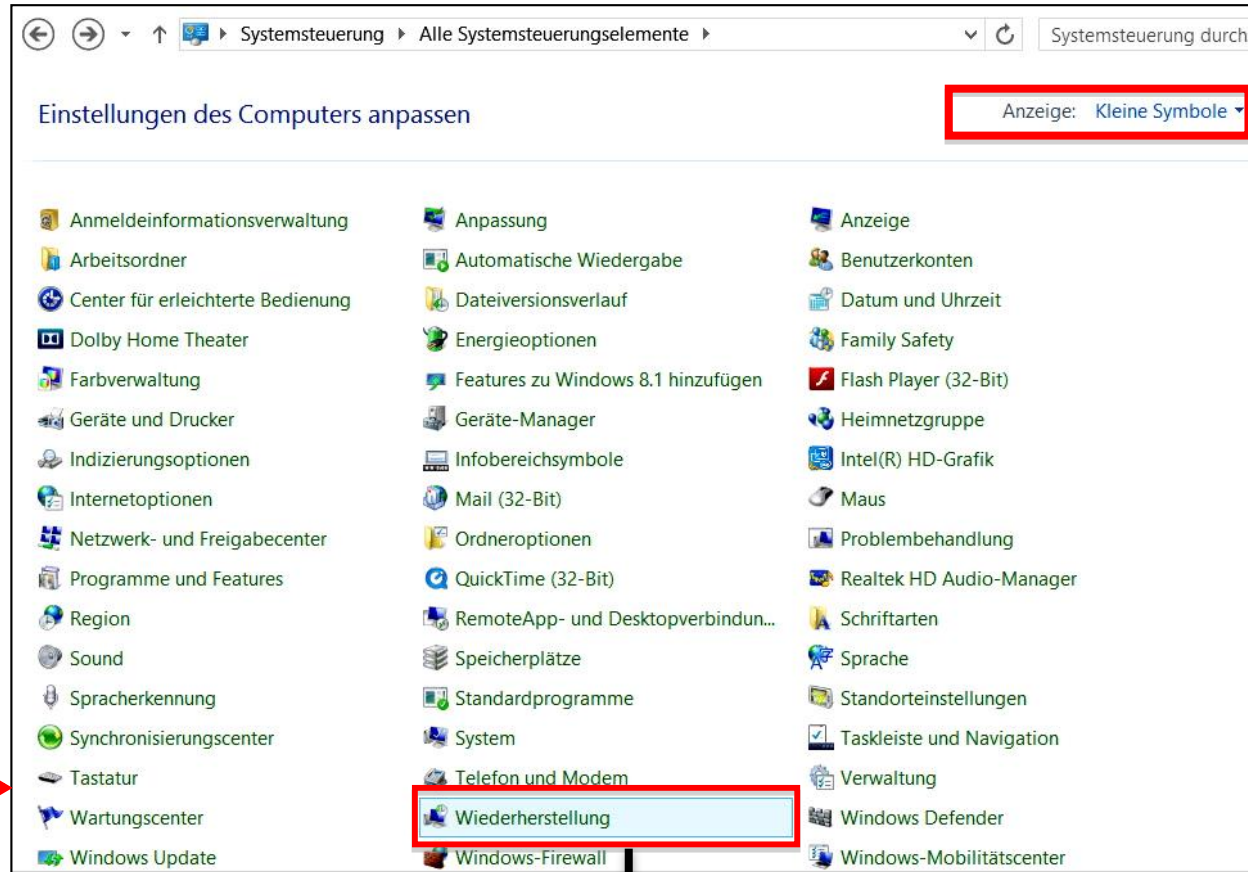 Systemsteuerung Alle Systemsteuerungselemente Systemsteuerung durch
Einstellungen des Computers anpassen Anzeige: Kleine Symbole
Anmeldeinformationsverwaltung Anpassung Anzeige
Arbeitsordner Automatische Wiedergabe Benutzerkonten
Center für erleichterte Bedienung Dateiversionsverlauf Datum und Uhrzeit
Dolby Home Theater Energieoptionen Family Safety
Farbverwaltung Features zu Windows 8.1 hinzufügen Flash Player (32-Bit)
Geräte und Drucker Geräte-Manager Heimnetzgruppe
Indizierungsoptionen Infobereichsymbole Intel(R) HD-Grafik
Internetoptionen Mail (32-Bit) Maus
Netzwerk- und Freigabecenter Ordneroptionen Problembehandlung
Programme und Features QuickTime (32-Bit) Realtek HD Audio-Manager
Region RemoteApp- und Desktopverbindun... Schriftarten
Sound Speicherplätze Sprache
Spracherkennung Standardprogramme Standorteinstellungen
Synchronisierungscenter System Taskleiste und Navigation
Tastatur Telefon und Modem Verwaltung
Wartungscenter Wiederherstellung Windows Defender
Windows Update Windows-Firewall Windows-Mobilitätscenter